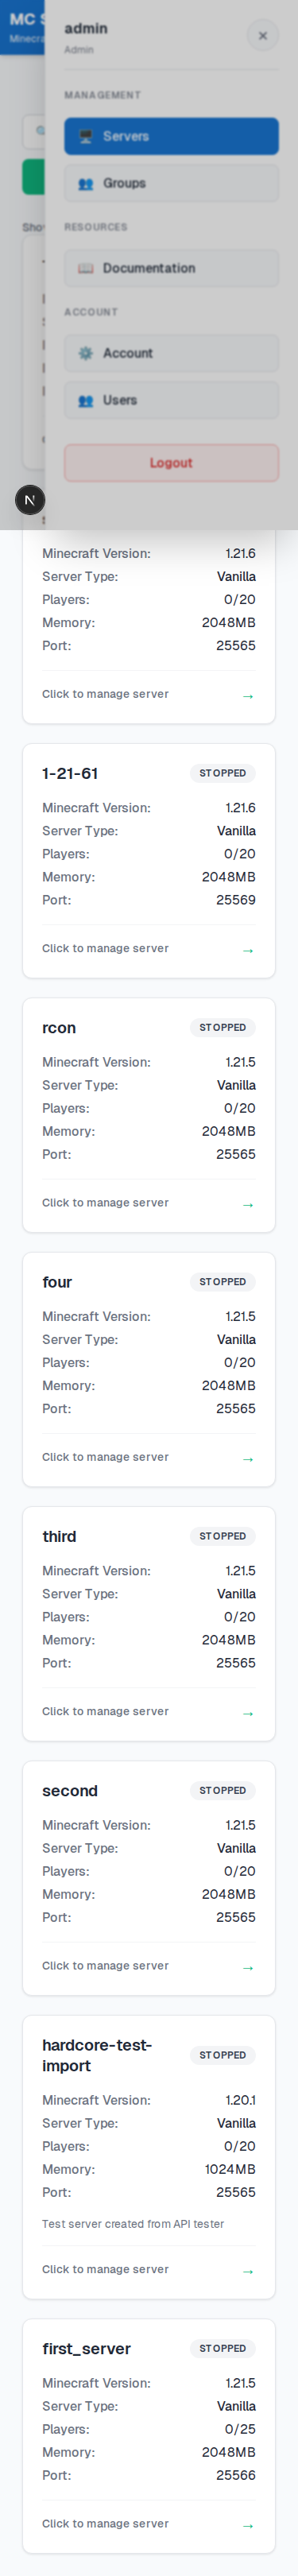 MC S
Minecra
admin
Admin
×
MANAGEMENT
Servers
Groups
RESOURCES
Documentation
ACCOUNT
Account
Users
Logout
Sho
N
Minecraft Version: 1.21.6
Server Type: Vanilla
Players: 0/20
Memory: 2048MB
Port: 25565
Click to manage server →
1-21-61 STOPPED
Minecraft Version: 1.21.6
Server Type: Vanilla
Players: 0/20
Memory: 2048MB
Port: 25569
Click to manage server →
rcon STOPPED
Minecraft Version: 1.21.5
Server Type: Vanilla
Players: 0/20
Memory: 2048MB
Port: 25565
Click to manage server →
four STOPPED
Minecraft Version: 1.21.5
Server Type: Vanilla
Players: 0/20
Memory: 2048MB
Port: 25565
Click to manage server →
third STOPPED
Minecraft Version: 1.21.5
Server Type: Vanilla
Players: 0/20
Memory: 2048MB
Port: 25565
Click to manage server →
second STOPPED
Minecraft Version: 1.21.5
Server Type: Vanilla
Players: 0/20
Memory: 2048MB
Port: 25565
Click to manage server →
hardcore-test-
import STOPPED
Minecraft Version: 1.20.1
Server Type: Vanilla
Players: 0/20
Memory: 1024MB
Port: 25565
Test server created from API tester
Click to manage server →
first_server STOPPED
Minecraft Version: 1.21.5
Server Type: Vanilla
Players: 0/25
Memory: 2048MB
Port: 25566
Click to manage server →